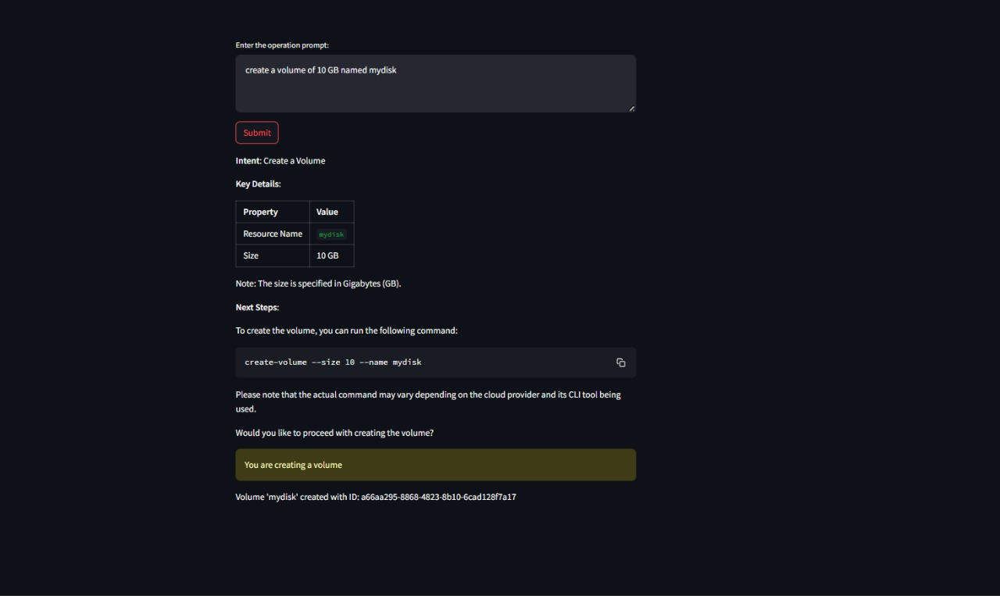 Enter the operation prompt:
create a volume of 10 GB named mydisk
Submit
Intent: Create a Volume
Key Details:
Property Value
Resource Name mydisk
Size 10 GB
Note: The size is specified in Gigabytes (GB).
Next Steps:
To create the volume, you can run the following command:
create-volume --size 10 --name mydisk
Please note that the actual command may vary depending on the cloud provider and its CLI tool being
used.
Would you like to proceed with creating the volume?
You are creating a volume
Volume 'mydisk' created with ID: a66aa295-8868-4823-8b10-6cad128f7a17